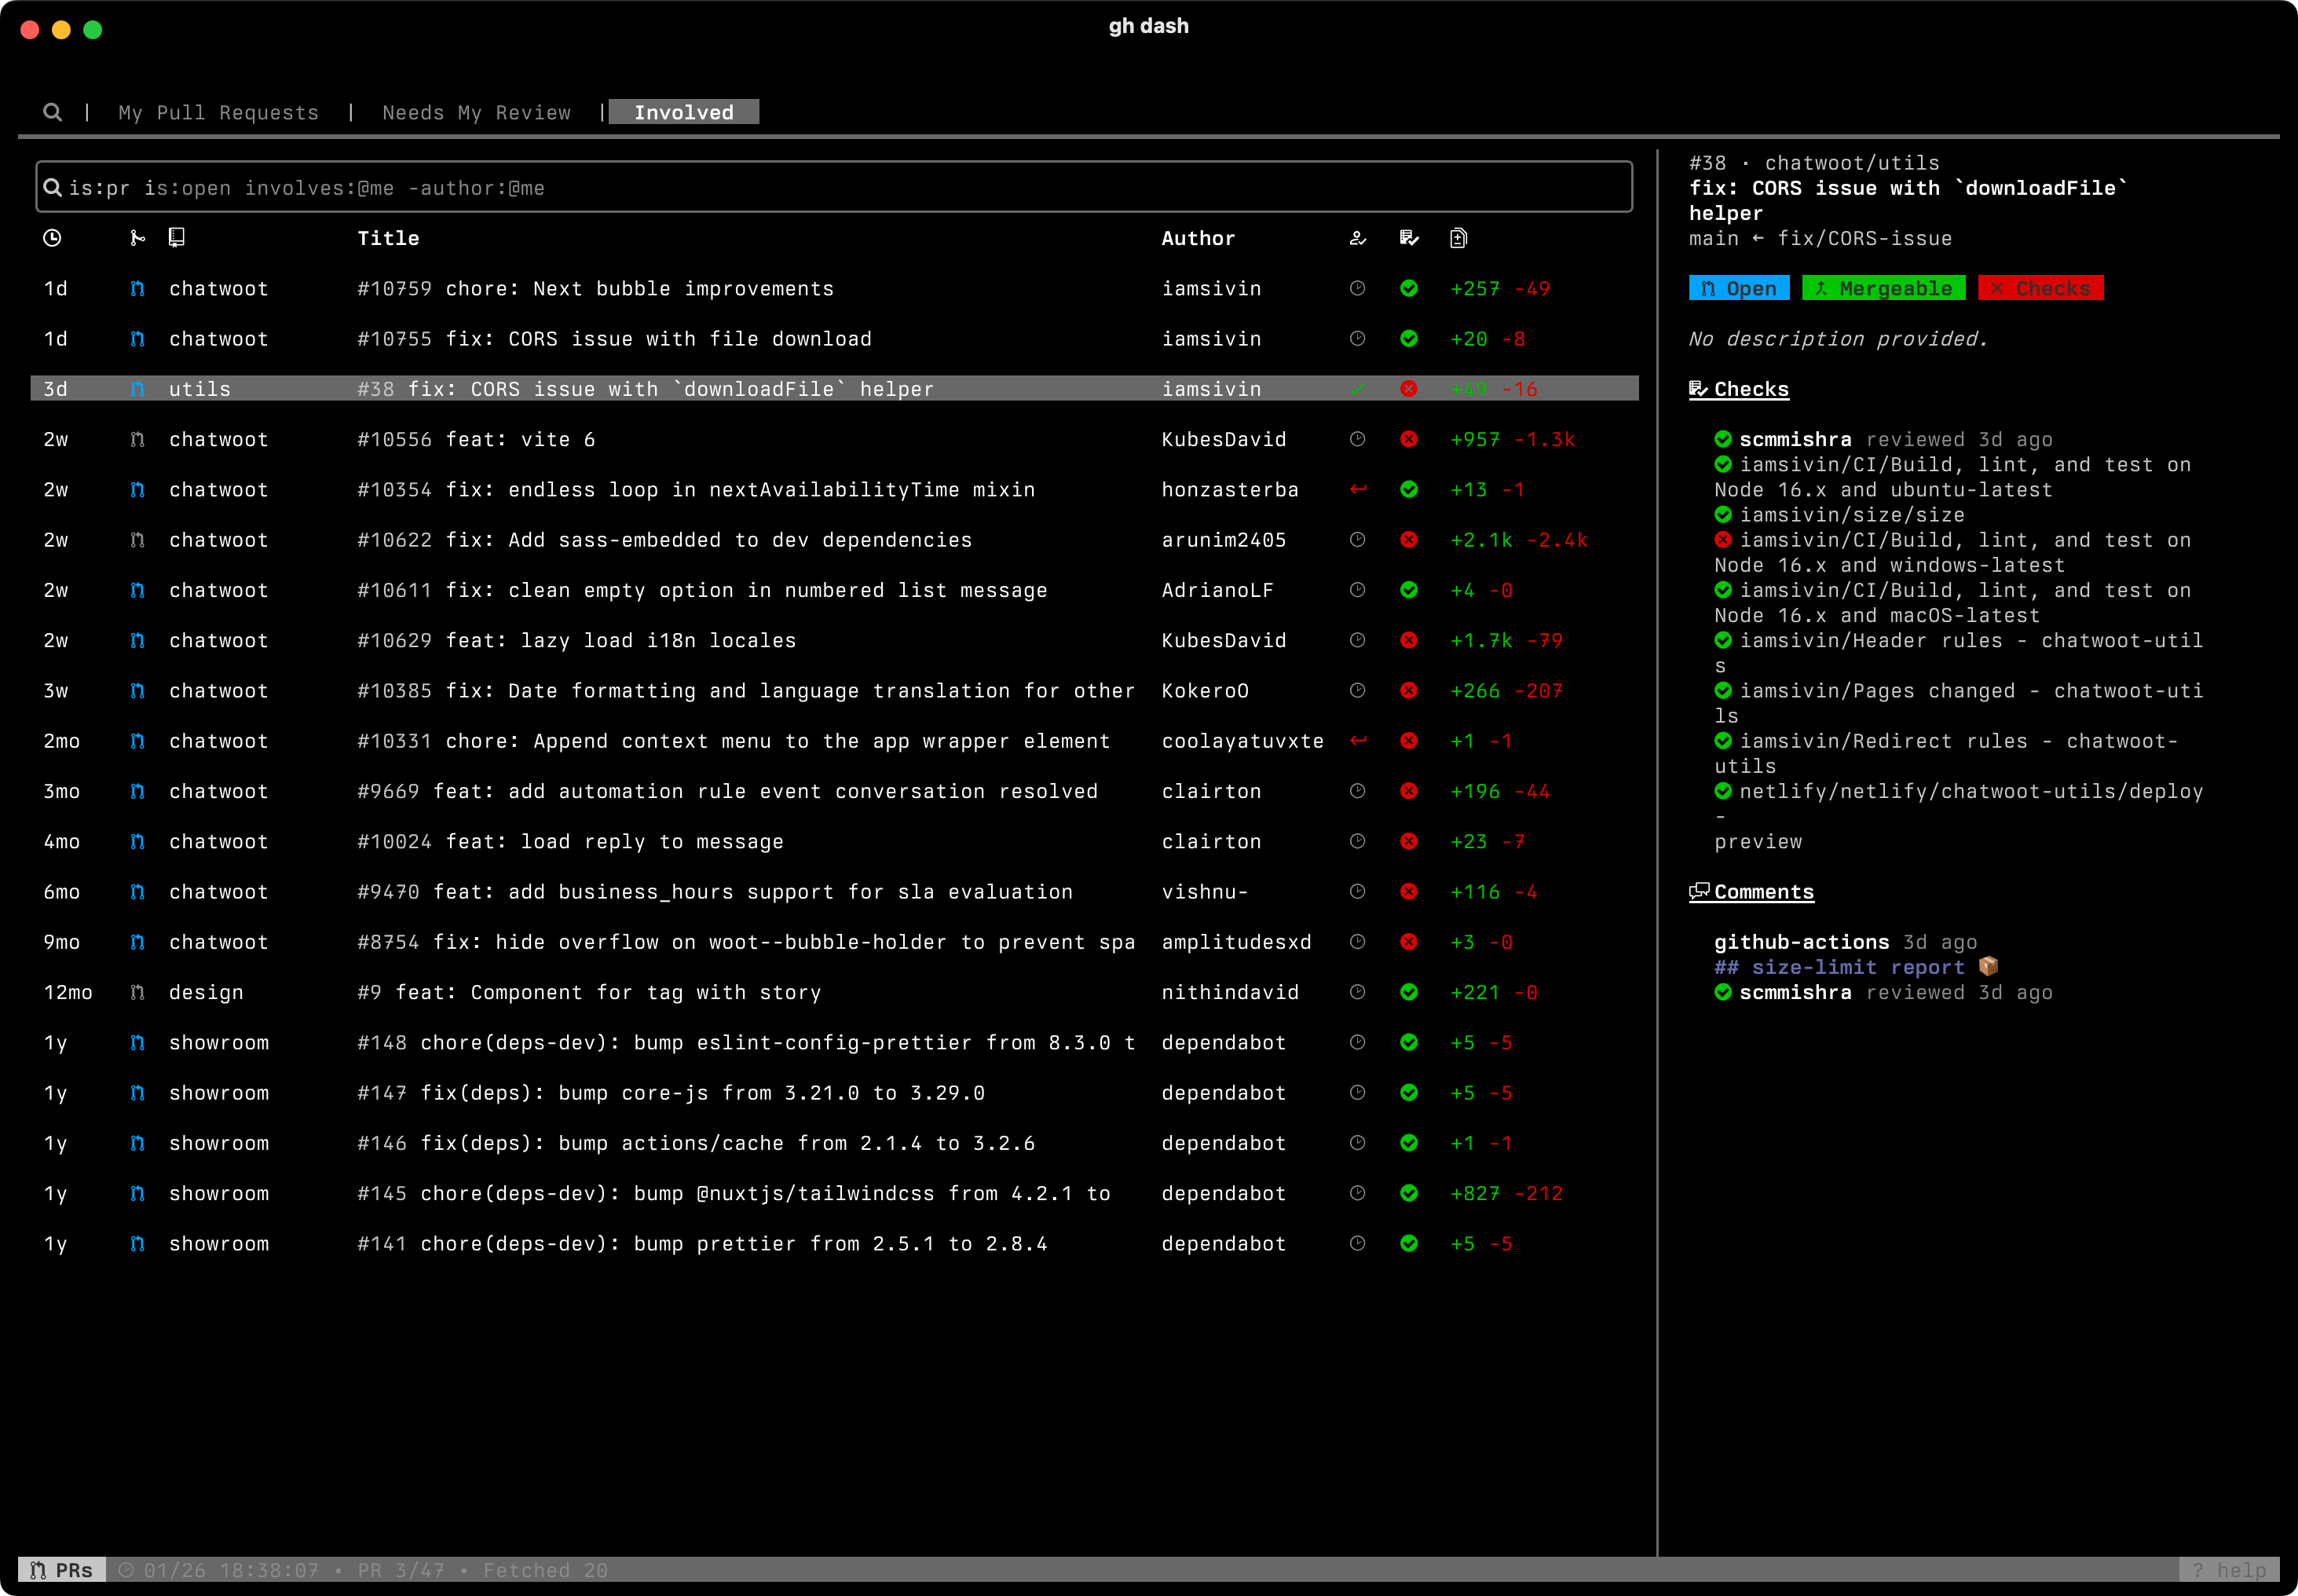 gh dash
| My Pull Requests | Needs My Review | Involved
is:pr is:open involves:@me -author:@me
Title Author
1d chatwoot #10759 chore: Next bubble improvements iamsivin +257 -49
1d chatwoot #10755 fix: CORS issue with file download iamsivin +20 -8
3d utils #38 fix: CORS issue with `downloadFile` helper iamsivin +49 -16
2w chatwoot #10556 feat: vite 6 KubesDavid +957 -1.3k
2w chatwoot #10354 fix: endless loop in nextAvailabilityTime mixin honzasterba +13 -1
2w chatwoot #10622 fix: Add sass-embedded to dev dependencies arunim2405 +2.1k -2.4k
2w chatwoot #10611 fix: clean empty option in numbered list message AdrianoLF +4 -0
2w chatwoot #10629 feat: lazy load i18n locales KubesDavid +1.7k -79
3w chatwoot #10385 fix: Date formatting and language translation for other KokeroO +266 -207
2mo chatwoot #10331 chore: Append context menu to the app wrapper element coolayatuvxte +1 -1
3mo chatwoot #9669 feat: add automation rule event conversation resolved clairton +196 -44
4mo chatwoot #10024 feat: load reply to message clairton +23 -7
6mo chatwoot #9470 feat: add business_hours support for sla evaluation vishnu- +116 -4
9mo chatwoot #8754 fix: hide overflow on woot--bubble-holder to prevent spa amplitudesxd +3 -0
12mo design #9 feat: Component for tag with story nithindavid +221 -0
1y showroom #148 chore(deps-dev): bump eslint-config-prettier from 8.3.0 t dependabot +5 -5
1y showroom #147 fix(deps): bump core-js from 3.21.0 to 3.29.0 dependabot +5 -5
1y showroom #146 fix(deps): bump actions/cache from 2.1.4 to 3.2.6 dependabot +1 -1
1y showroom #145 chore(deps-dev): bump @nuxtjs/tailwindcss from 4.2.1 to dependabot +827 -212
1y showroom #141 chore(deps-dev): bump prettier from 2.5.1 to 2.8.4 dependabot +5 -5
#38 · chatwoot/utils
fix: CORS issue with `downloadFile`
helper
main ← fix/CORS-issue
Open Mergeable Checks
No description provided.
Checks
scmmishra reviewed 3d ago
iamsivin/CI/Build, lint, and test on
Node 16.x and ubuntu-latest
iamsivin/size/size
iamsivin/CI/Build, lint, and test on
Node 16.x and windows-latest
iamsivin/CI/Build, lint, and test on
Node 16.x and macOS-latest
iamsivin/Header rules - chatwoot-util
s
iamsivin/Pages changed - chatwoot-uti
ls
iamsivin/Redirect rules - chatwoot-
utils
netlify/netlify/chatwoot-utils/deploy
-
preview
Comments
github-actions 3d ago
## size-limit report 📦
scmmishra reviewed 3d ago
PRs 01/26 18:38:07 • PR 3/47 • Fetched 20 ? help